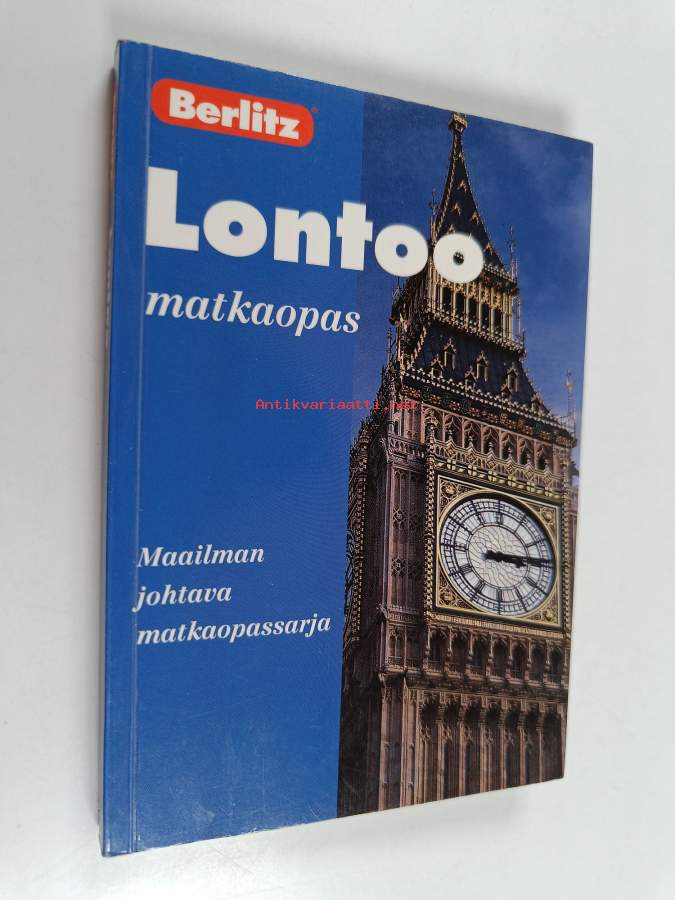 Berlitz®
Lontoo
matkaopas
Antikvariaatti.net
Maailman
johtava
matkaopassarja